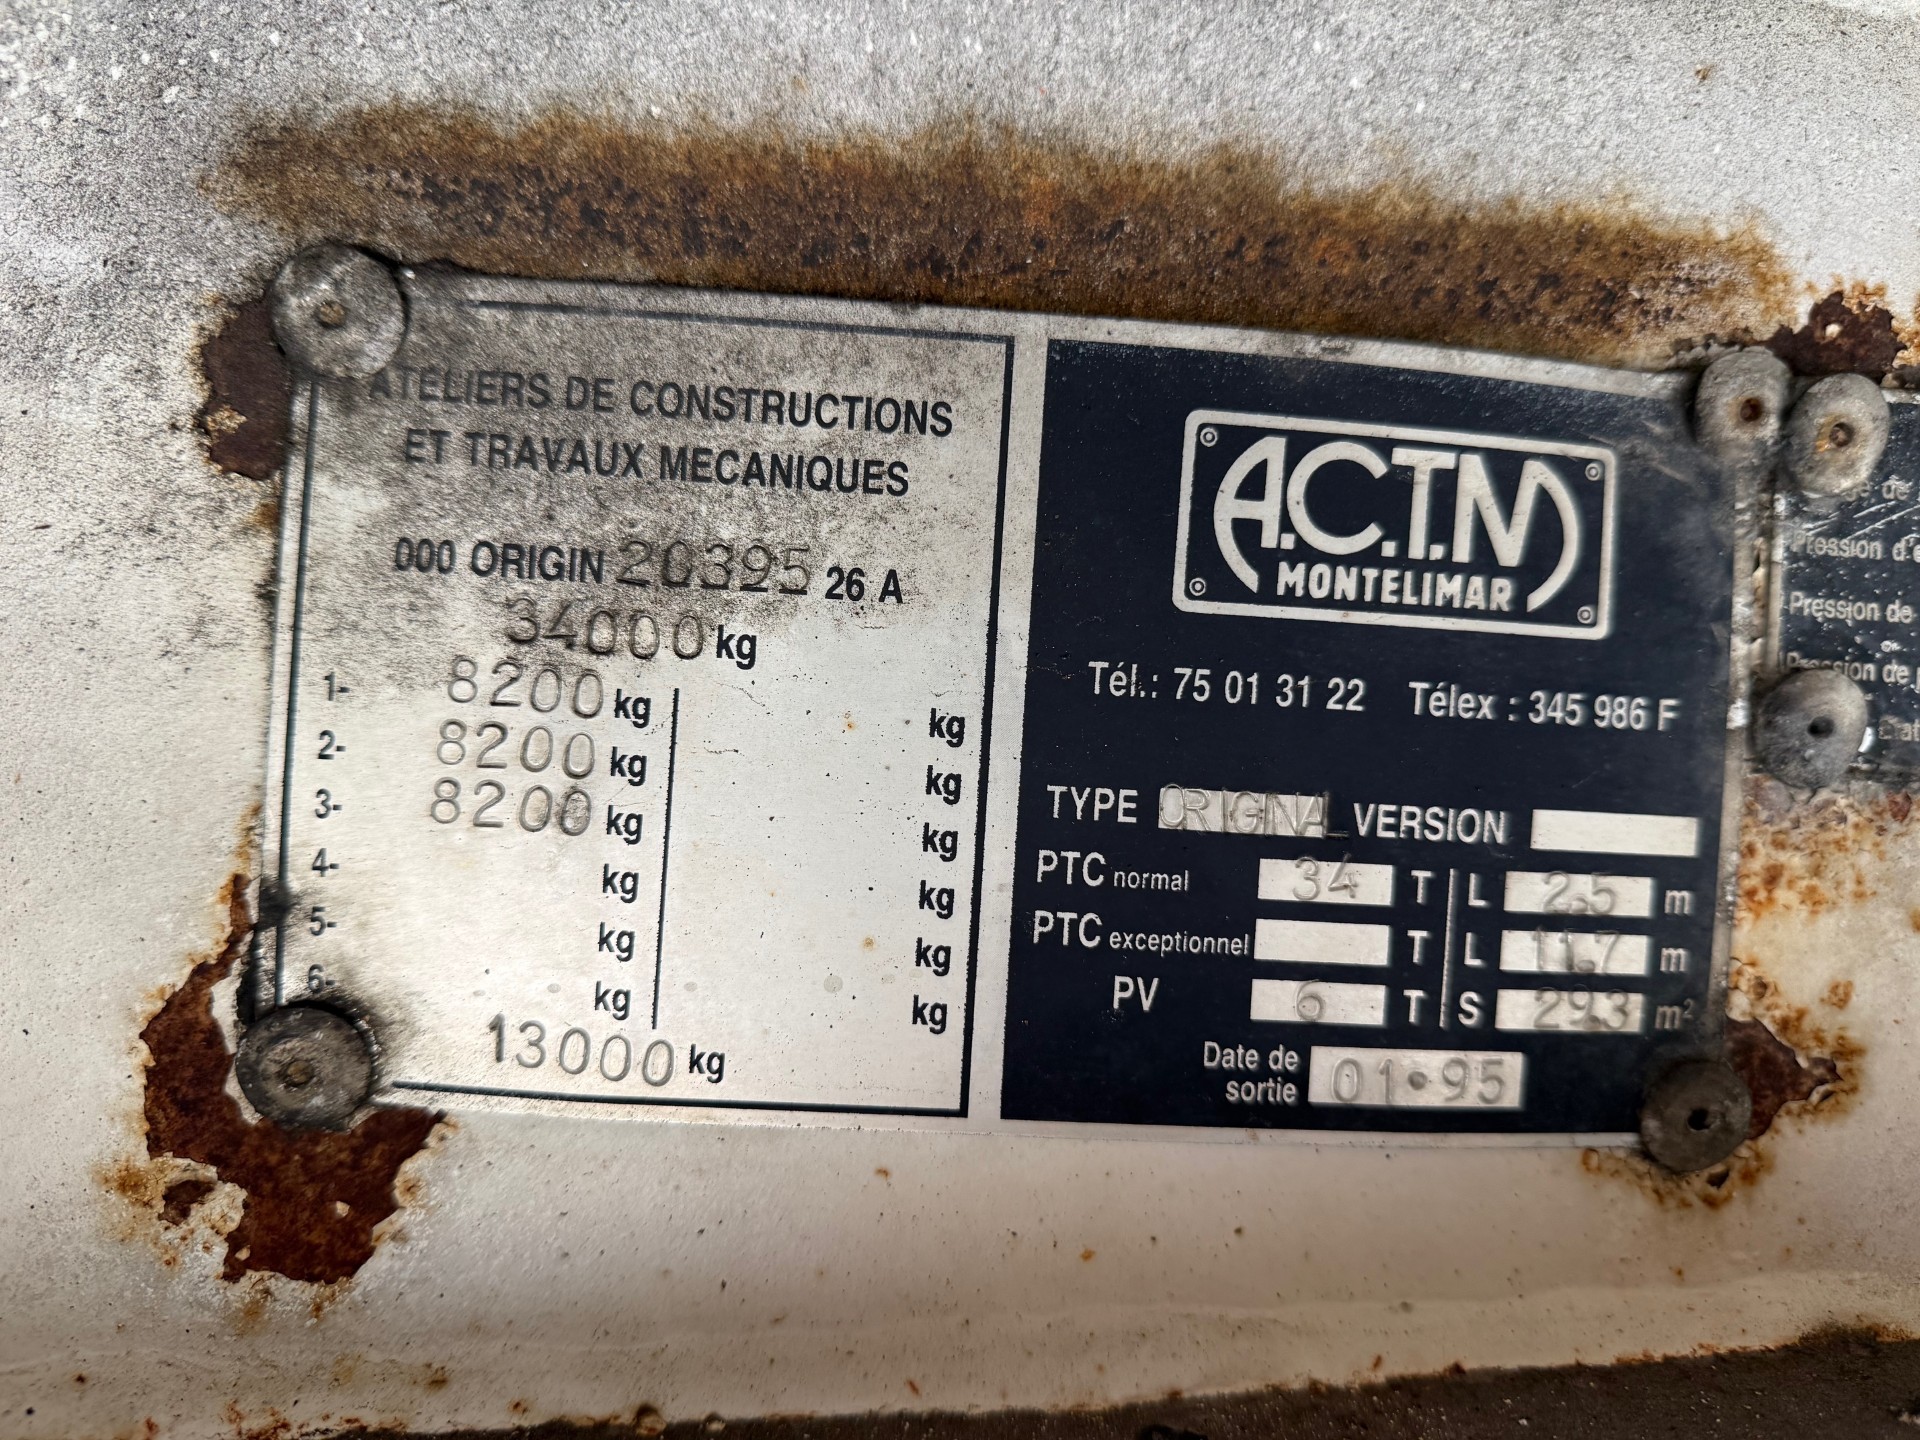 ATELIERS DE CONSTRUCTIONS
ET TRAVAUX MECANIQUES
000 ORIGIN 20395 26 A
34000 kg
1- 8200 kg kg
2- 8200 kg kg
3- 8200 kg kg
4- kg kg
5- kg kg
6- kg kg
13000 kg
A.C.T.M
MONTELIMAR
Tél.: 75 01 31 22 Télex : 345 986 F
TYPE ORIGINAL VERSION
PTC normal 34 T L 2.5 m
PTC exceptionnel T L 11.7 m
PV 6 T S 29.3 m²
Date de
sortie 01·95
de
Pression
Pression de
ou
Pression de